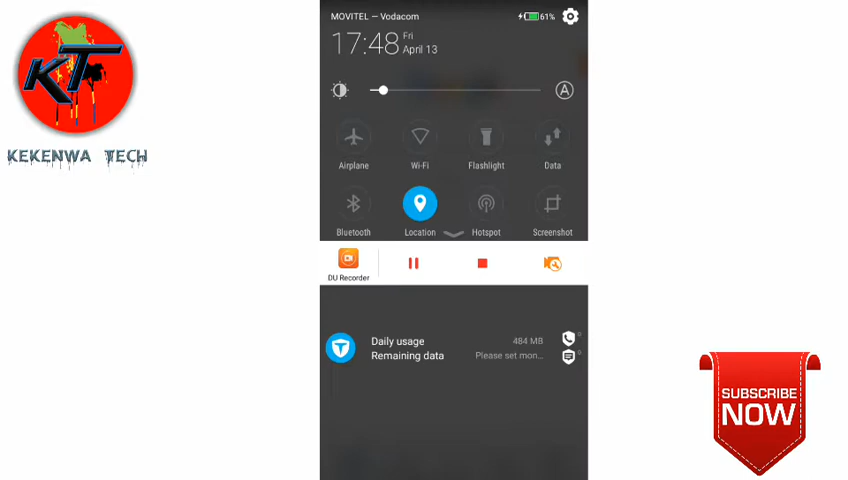 KT
KEKENWA TECH
MOVITEL — Vodacom
61%
17:48
Fri
April 13
A
Airplane
Wi-Fi
Flashlight
Data
Bluetooth
Location
Hotspot
Screenshot
DU Recorder
Daily usage
484 MB
Remaining data
Please set mon...
SUBSCRIBE
NOW